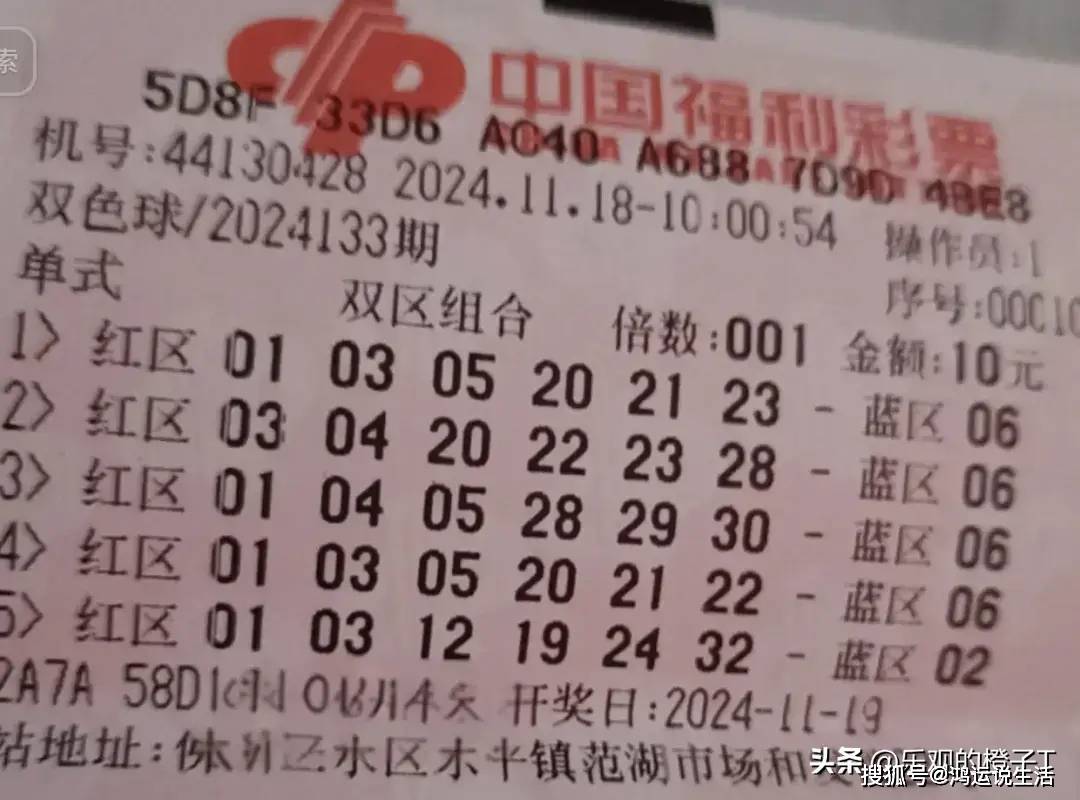 索
中国福利彩票
5D8F 33D6 AC40 A688 7D9D 4BE8
机号:44130428 2024.11.18-10:00:54 操作员:1
双色球/2024133期 序号:00010
单式 双区组合 倍数:001 金额:10元
1> 红区 01 03 05 20 21 23 - 蓝区 06
2> 红区 03 04 20 22 23 28 - 蓝区 06
3> 红区 01 04 05 28 29 30 - 蓝区 06
4> 红区 01 03 05 20 21 22 - 蓝区 06
5> 红区 01 03 12 19 24 32 - 蓝区 02
2A7A 58D1 开奖日:2024-11-19
站地址: 水区 镇范湖市场和
头条 @乐观的橙子T
搜狐号@鸿运说生活